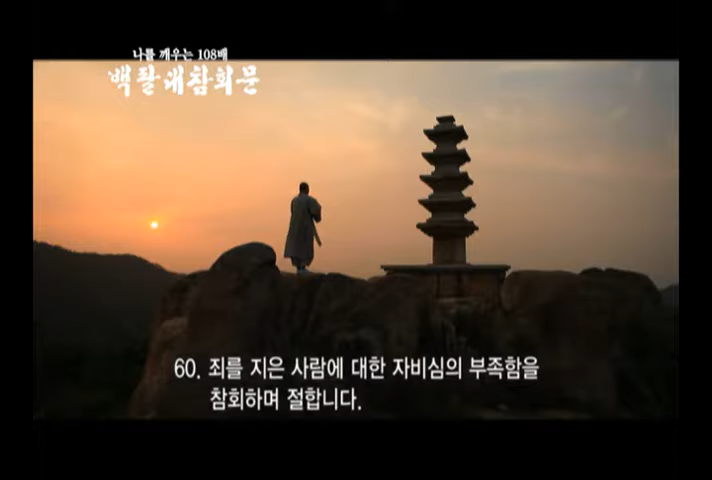 나를 깨우는 108배
백팔대참회문
60. 죄를 지은 사람에 대한 자비심의 부족함을
참회하며 절합니다.